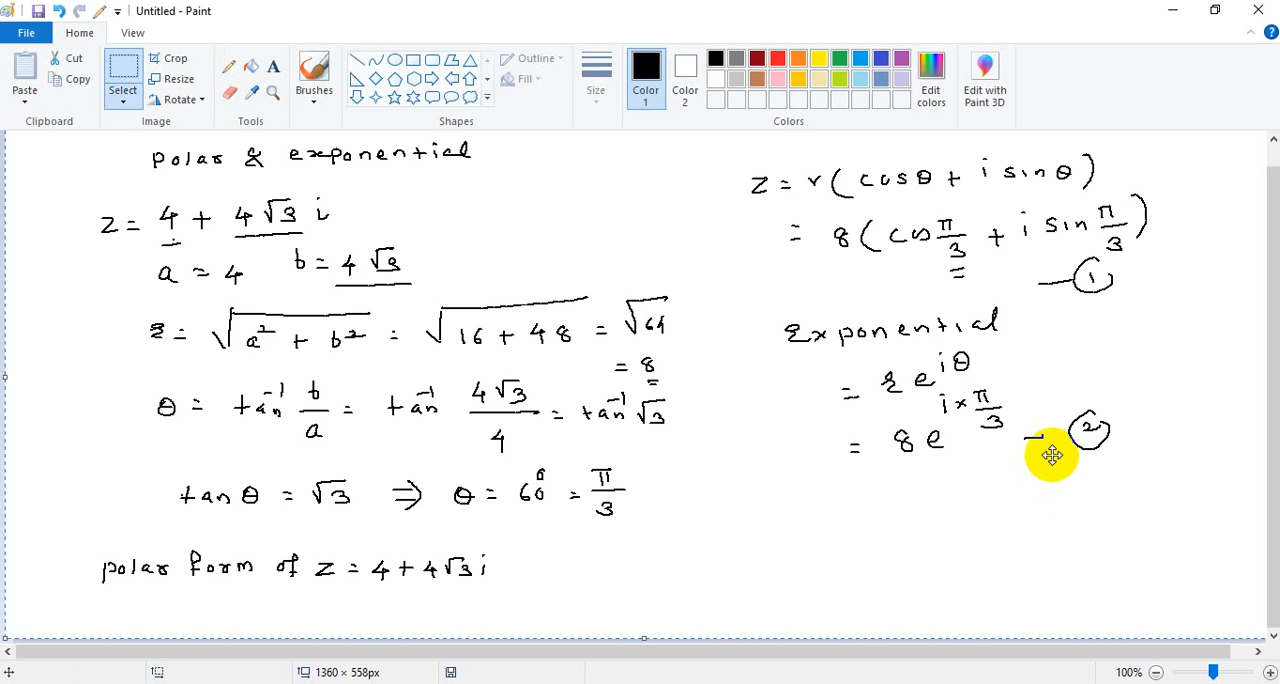 Untitled - Paint
File Home View
Paste
Cut
Copy
Clipboard
Select
Crop
Resize
Rotate
Image
A
Tools
Brushes
Outline
Fill
Shapes
Size
Color 1
Color 2
Edit colors
Colors
Edit with Paint 3D
polar & exponential
z = 4 + 4√3 i
a = 4 b = 4√3
r = √(a² + b²) = √(16 + 48) = √64
= 8
θ = tan⁻¹ b/a = tan⁻¹ 4√3/4 = tan⁻¹ √3
tan θ = √3 ⇒ θ = 60° = π/3
polar form of z = 4 + 4√3 i
z = r(cosθ + i sinθ)
= 8(cos π/3 + i sin π/3)
— ①
Exponential
= r e^{iθ}
= 8 e^{i × π/3} — ②
1360 × 558px
100%